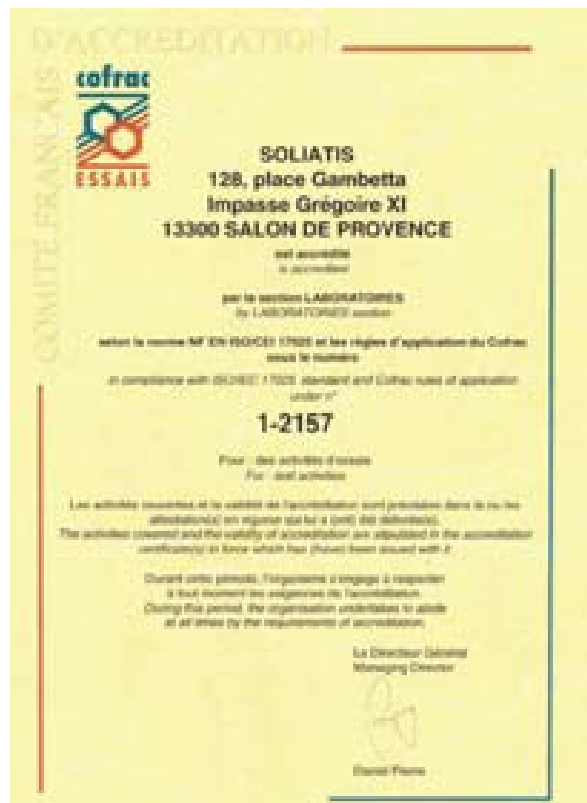 D'ACCREDITATION
COMITE FRANCAIS
cofrac
ESSAIS
SOLIATIS
128, place Gambetta
Impasse Grégoire XI
13300 SALON DE PROVENCE
est accrédité
is accredited
par la section LABORATOIRES
by LABORATORIES section
selon la norme NF EN ISO/CEI 17025 et les règles d'application du Cofrac
sous le numéro
in compliance with ISO/IEC 17025 standard and Cofrac rules of application
under n°
1-2157
Pour : des activités d'essais
For : test activities
Les activités couvertes et la validité de l'accréditation sont précisées dans la ou les
attestation(s) en vigueur qui lui a (ont) été délivrée(s).
The activities covered and the validity of accreditation are stipulated in the accreditation
certificate(s) in force which has (have) been issued with it
Durant cette période, l'organisme s'engage à respecter
à tout moment les exigences de l'accréditation.
During this period, the organisation undertakes to abide
at all times by the requirements of accreditation.
Le Directeur Général
Managing Director
Daniel Pierre